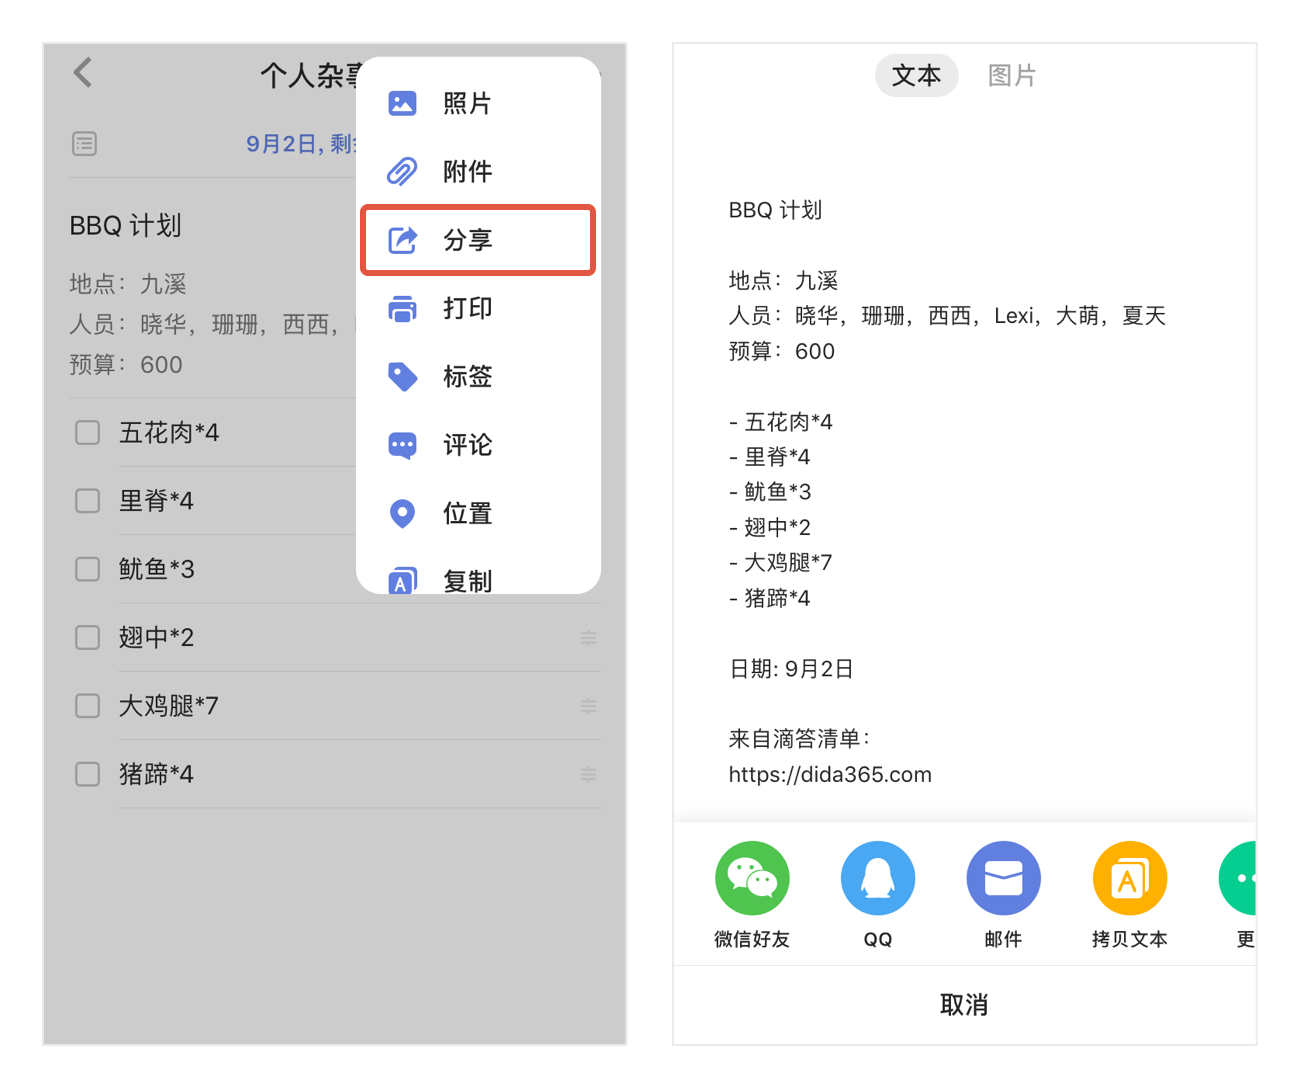 个人杂事
9月2日, 剩
BBQ 计划
地点：九溪
人员：晓华，珊珊，西西，
预算：600
五花肉*4
里脊*4
鱿鱼*3
翅中*2
大鸡腿*7
猪蹄*4
照片
附件
分享
打印
标签
评论
位置
复制
文本
图片
BBQ 计划
地点：九溪
人员：晓华，珊珊，西西，Lexi，大萌，夏天
预算：600
- 五花肉*4
- 里脊*4
- 鱿鱼*3
- 翅中*2
- 大鸡腿*7
- 猪蹄*4
日期: 9月2日
来自滴答清单：
https://dida365.com
微信好友
QQ
邮件
拷贝文本
更
取消